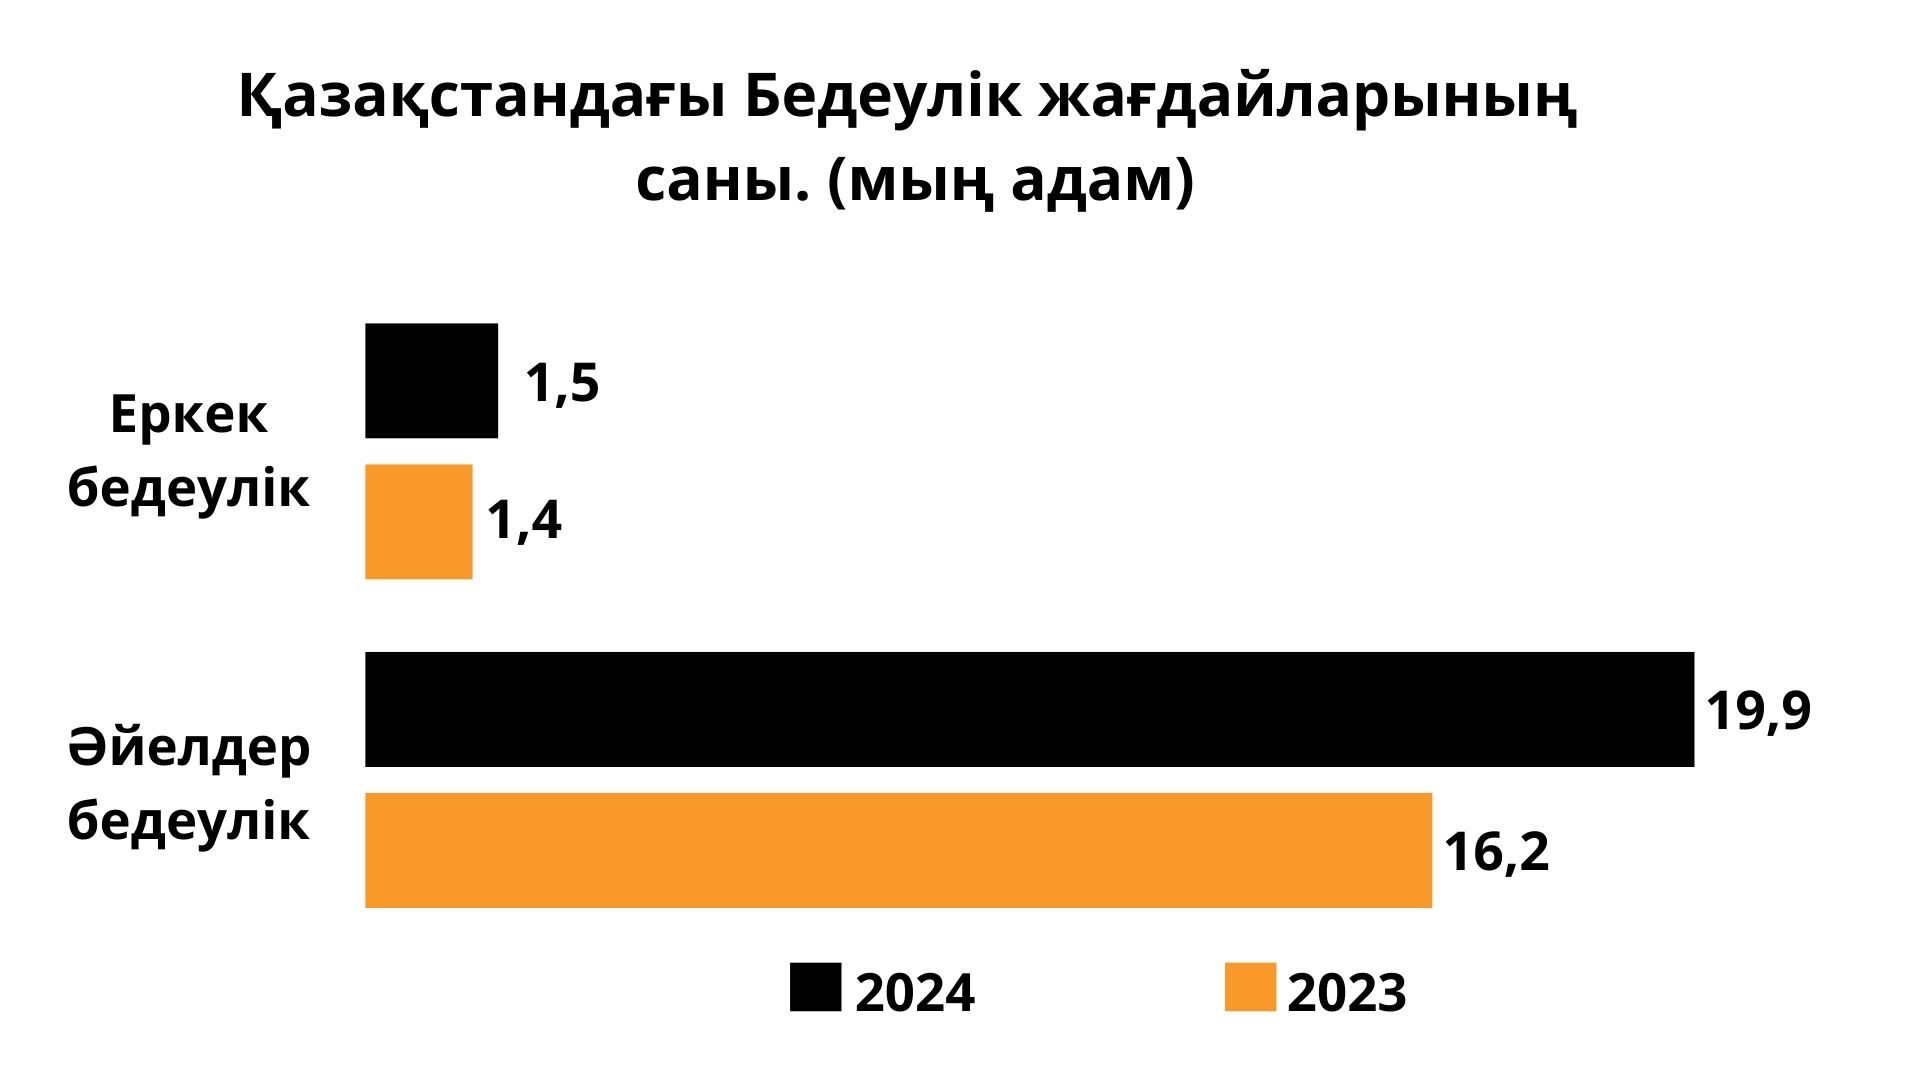 Қазақстандағы Бедеулік жағдайларының
саны. (мың адам)
Еркек
бедеулік
1,5
1,4
Әйелдер
бедеулік
19,9
16,2
2024
2023